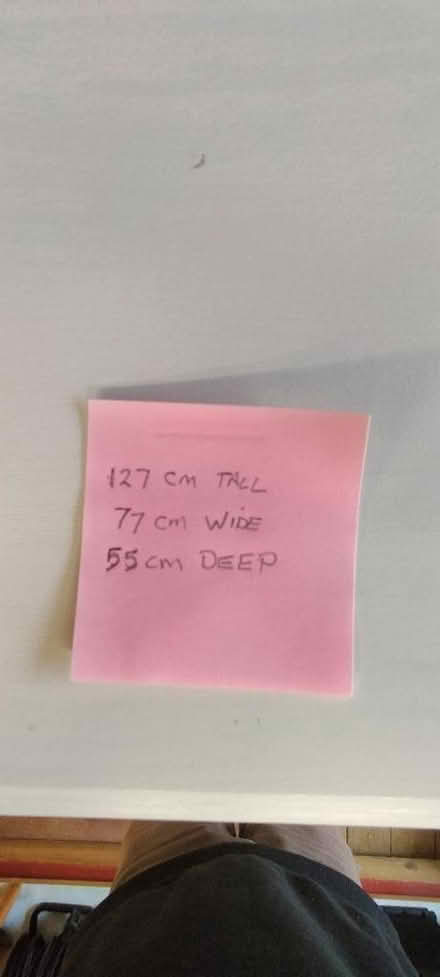 127 cm TALL
77 cm WIDE
55 cm DEEP